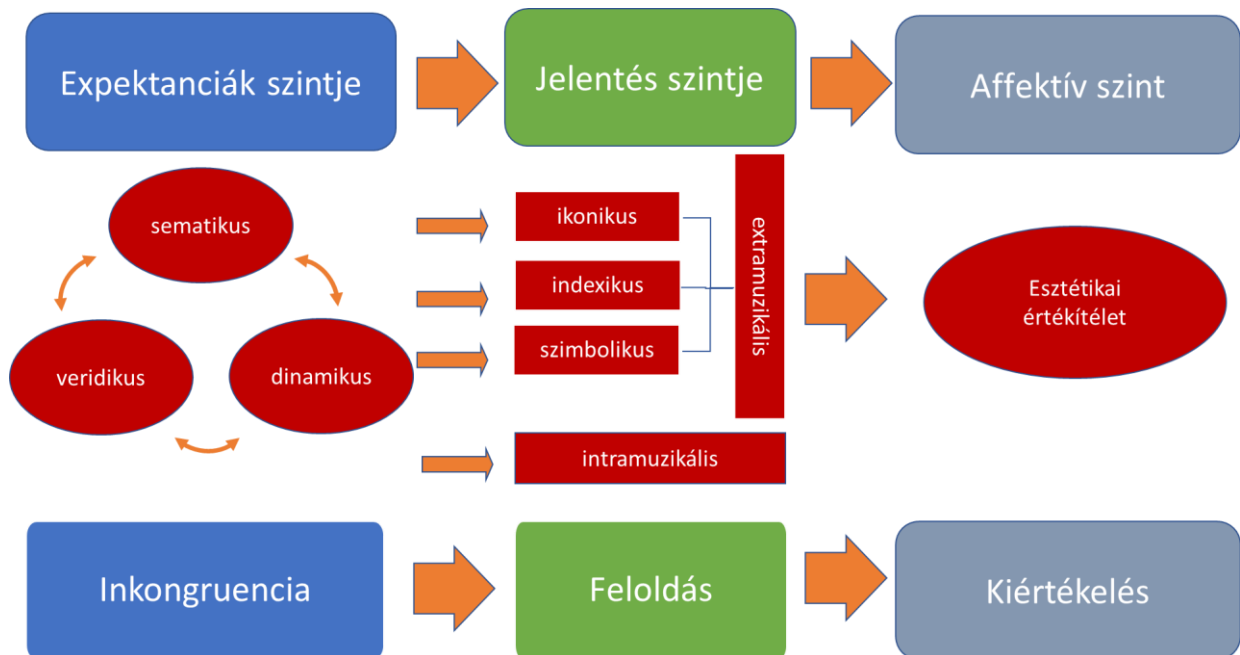 Expektanciák szintje
Jelentés szintje
Affektív szint
sematikus
veridikus
dinamikus
ikonikus
indexikus
szimbolikus
extramuzikális
intramuzikális
Esztétikai
értékítélet
Inkongruencia
Feloldás
Kiértékelés